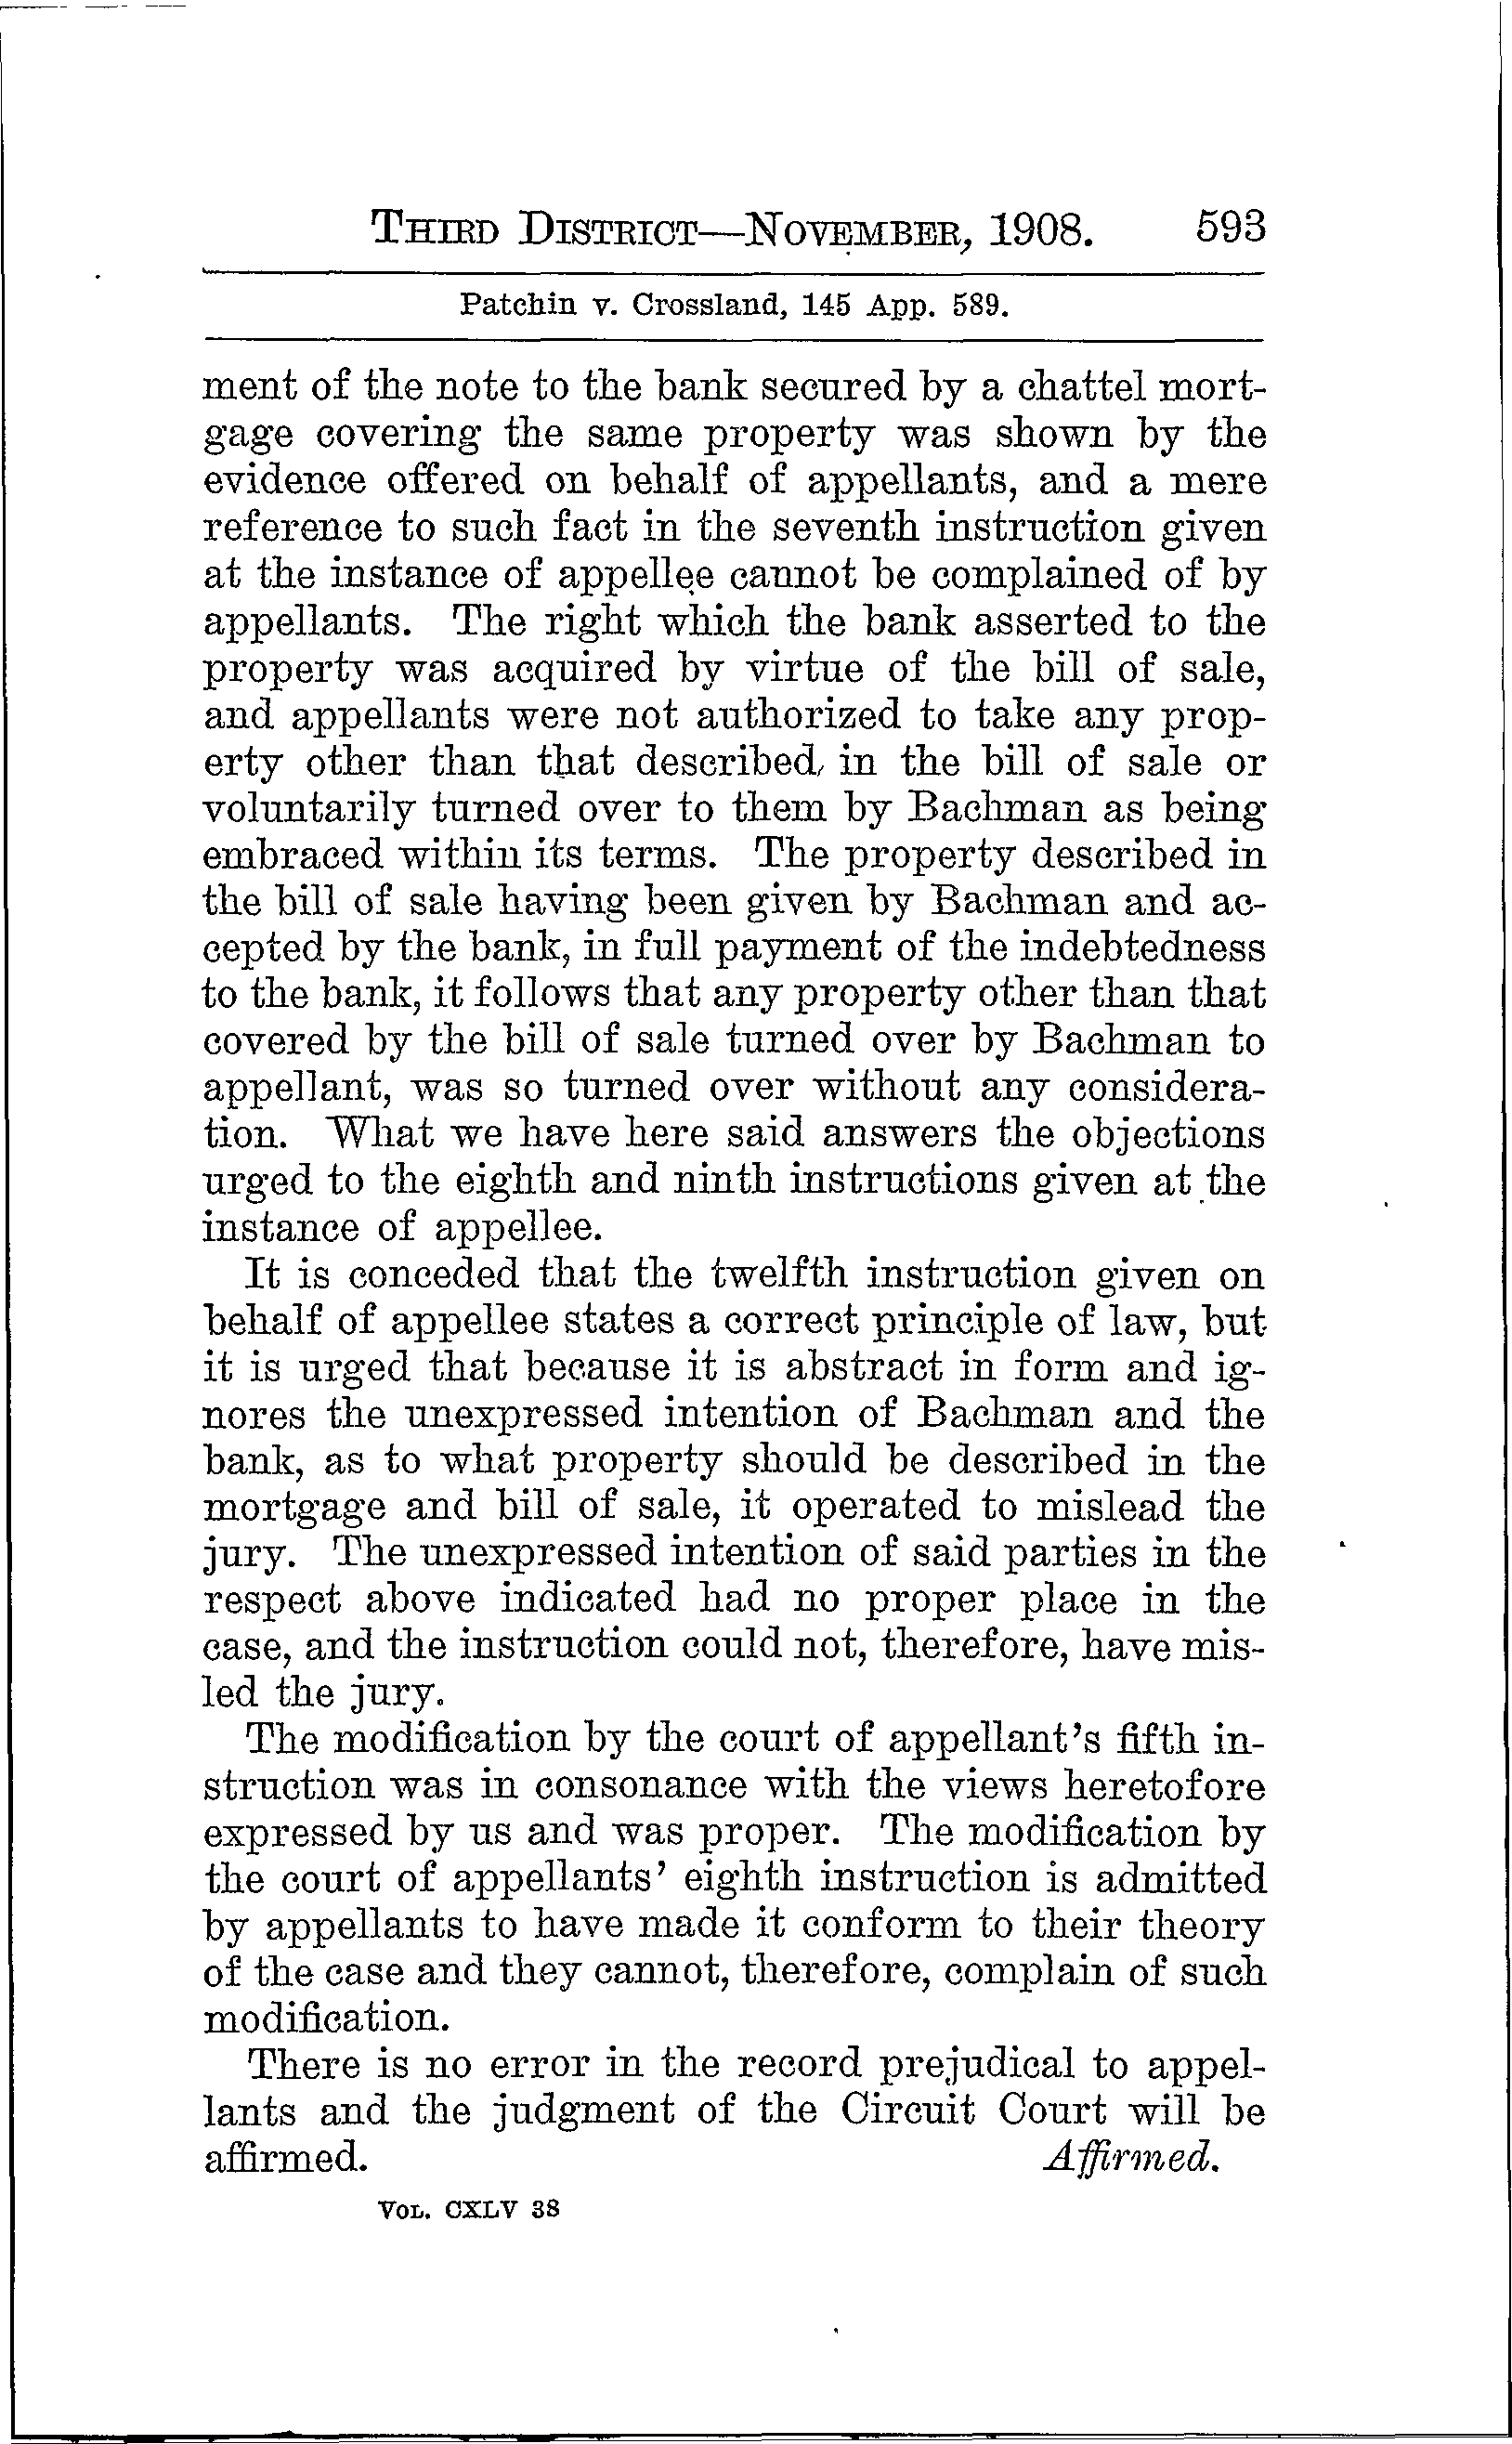 THIRD DISTRICT—NOVEMBER, 1908. 593
Patchin v. Crossland, 145 App. 589.
ment of the note to the bank secured by a chattel mort-
gage covering the same property was shown by the
evidence offered on behalf of appellants, and a mere
reference to such fact in the seventh instruction given
at the instance of appellee cannot be complained of by
appellants. The right which the bank asserted to the
property was acquired by virtue of the bill of sale,
and appellants were not authorized to take any prop-
erty other than that described in the bill of sale or
voluntarily turned over to them by Bachman as being
embraced within its terms. The property described in
the bill of sale having been given by Bachman and ac-
cepted by the bank, in full payment of the indebtedness
to the bank, it follows that any property other than that
covered by the bill of sale turned over by Bachman to
appellant, was so turned over without any considera-
tion. What we have here said answers the objections
urged to the eighth and ninth instructions given at the
instance of appellee.
It is conceded that the twelfth instruction given on
behalf of appellee states a correct principle of law, but
it is urged that because it is abstract in form and ig-
nores the unexpressed intention of Bachman and the
bank, as to what property should be described in the
mortgage and bill of sale, it operated to mislead the
jury. The unexpressed intention of said parties in the
respect above indicated had no proper place in the
case, and the instruction could not, therefore, have mis-
led the jury.
The modification by the court of appellant's fifth in-
struction was in consonance with the views heretofore
expressed by us and was proper. The modification by
the court of appellants' eighth instruction is admitted
by appellants to have made it conform to their theory
of the case and they cannot, therefore, complain of such
modification.
There is no error in the record prejudical to appel-
lants and the judgment of the Circuit Court will be
affirmed. Affirmed.
VOL. CXLV 38